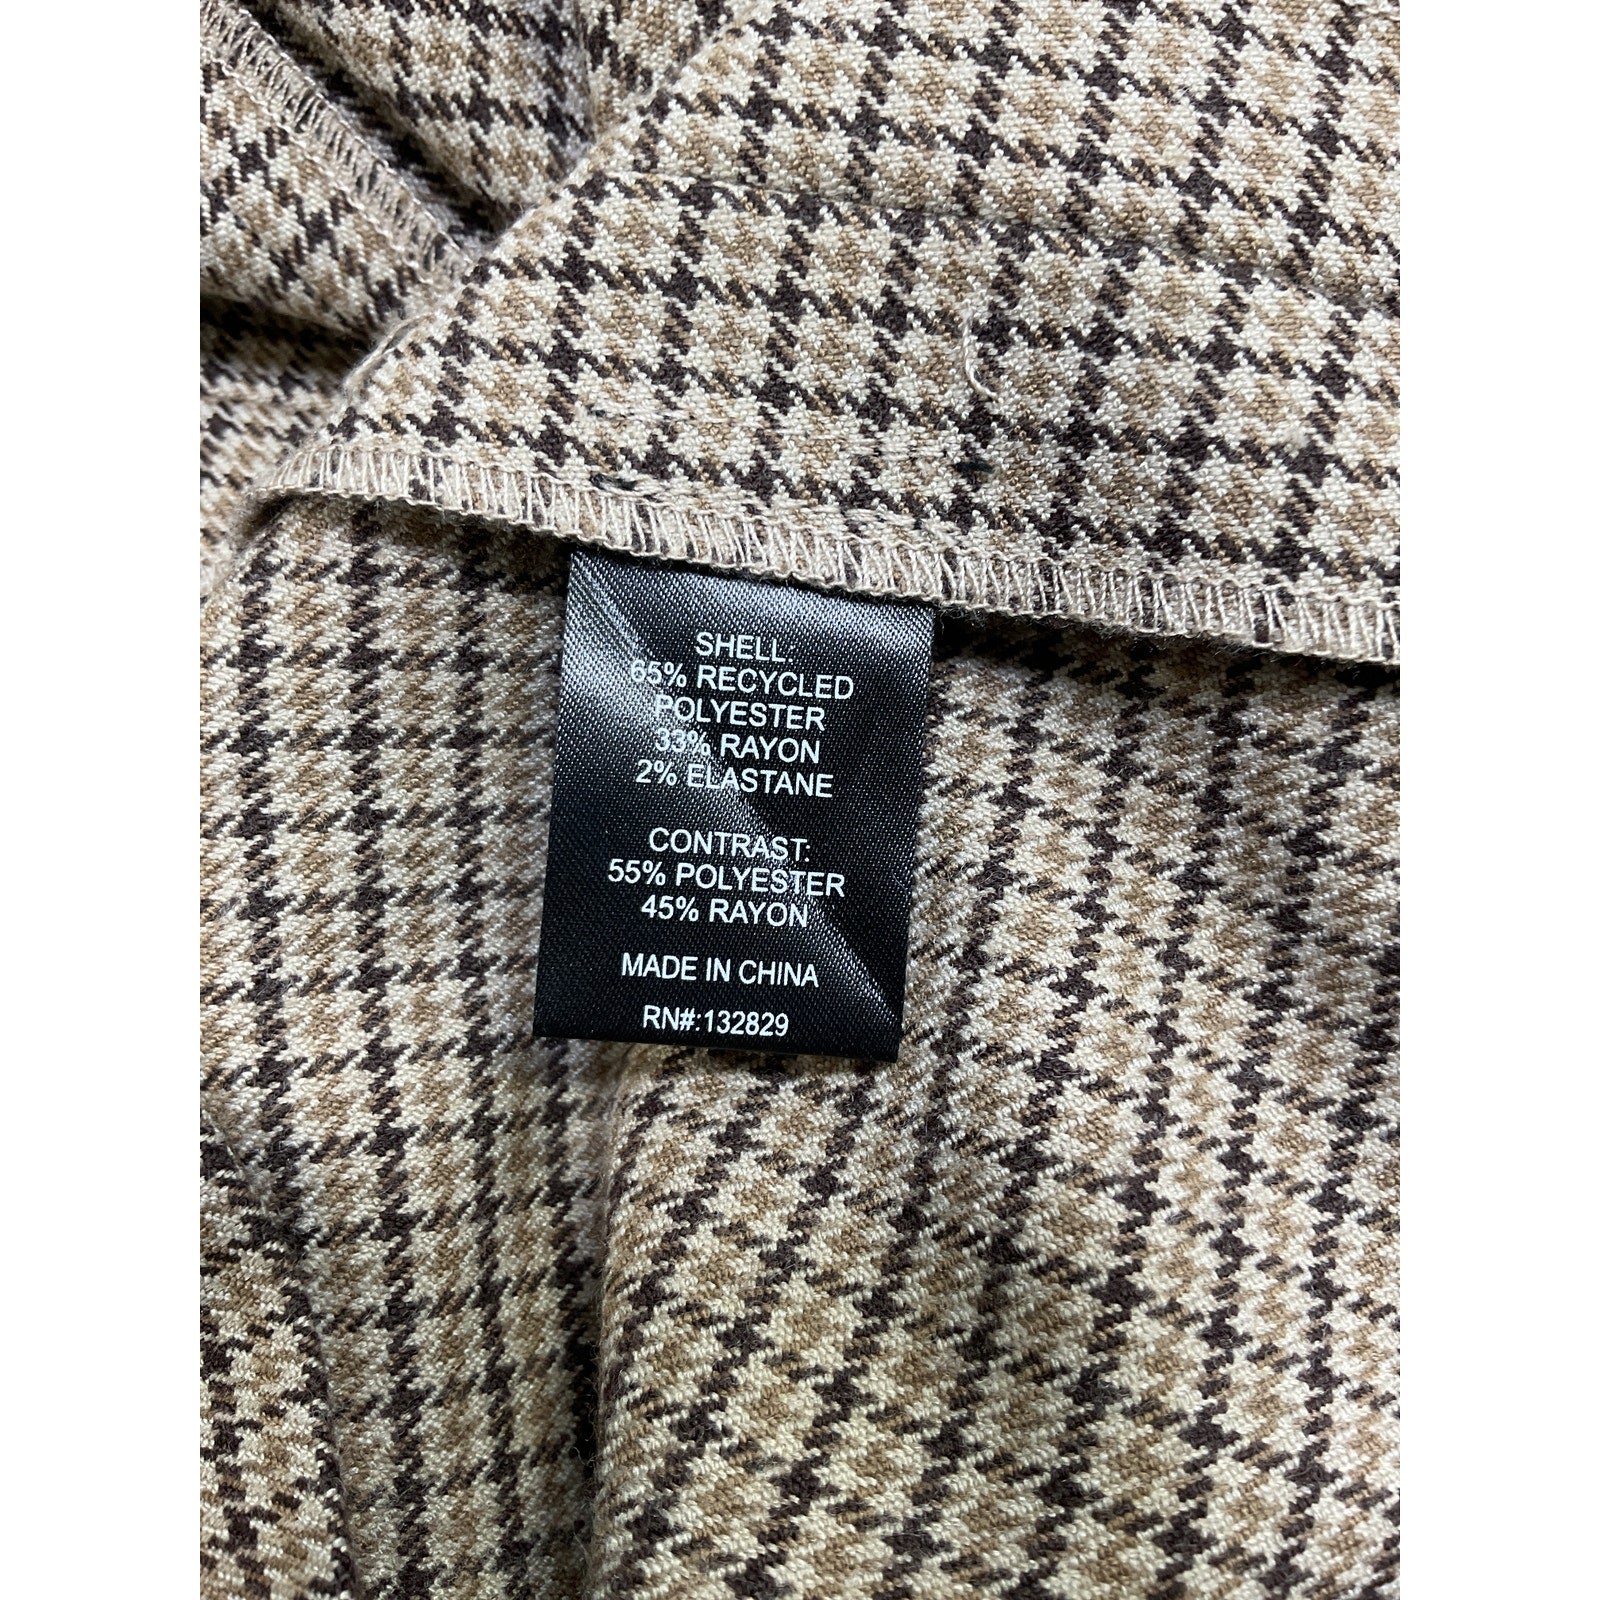 SHELL:
65% RECYCLED
POLYESTER
33% RAYON
2% ELASTANE
CONTRAST:
55% POLYESTER
45% RAYON
MADE IN CHINA
RN#:132829